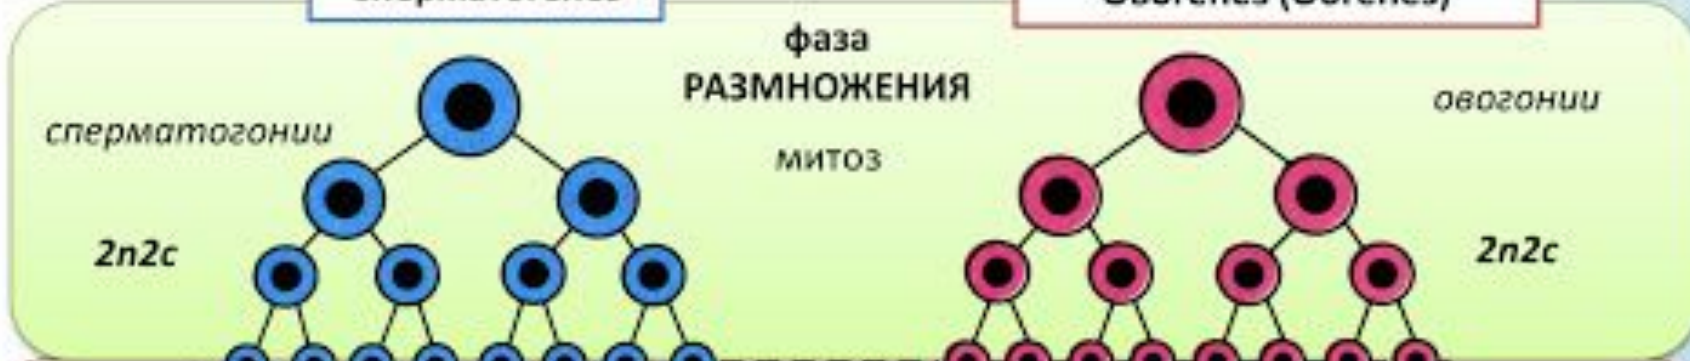 фаза
РАЗМНОЖЕНИЯ
овогонии
сперматогонии
митоз
2n2c
2n2c